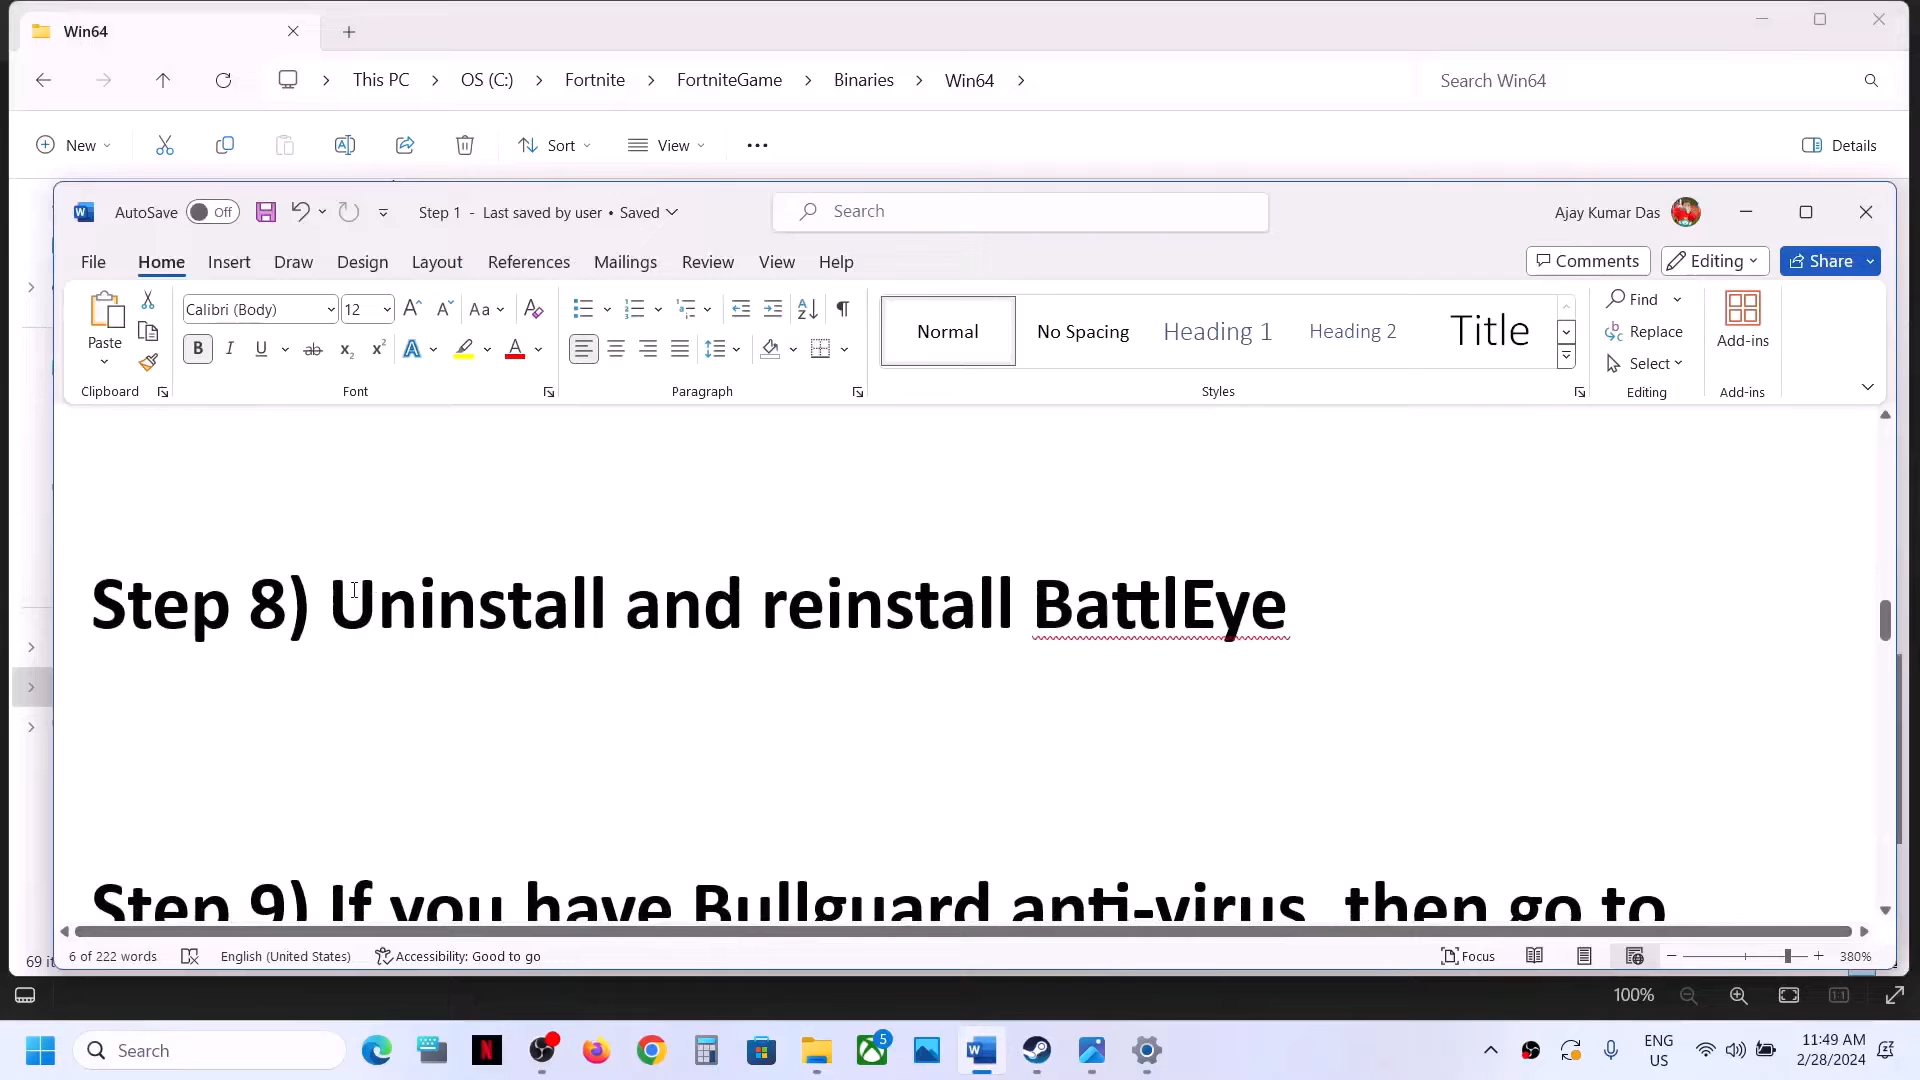 Win64
This PC > OS (C:) > Fortnite > FortniteGame > Binaries > Win64 >
Search Win64
New
Sort
View
Details
AutoSave Off
Step 1 - Last saved by user • Saved
Search
Ajay Kumar Das
File Home Insert Draw Design Layout References Mailings Review View Help
Comments
Editing
Share
Paste
Calibri (Body) 12
Normal
No Spacing
Heading 1
Heading 2
Title
Find
Replace
Select
Add-ins
Clipboard Font Paragraph Styles Editing Add-ins
Step 8) Uninstall and reinstall BattlEye
Step 9) If you have Bullguard anti-virus, then go to
69
6 of 222 words
English (United States)
Accessibility: Good to go
Focus
380%
100%
Search
5
ENG
US
11:49 AM
2/28/2024